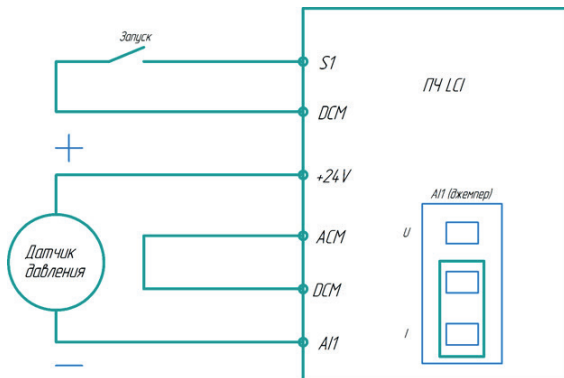 Запуск
S1
ПЧ LCI
DCM
+
+24V
AI1 (джемпер)
U
ACM
Датчик
давления
DCM
I
AI1
—